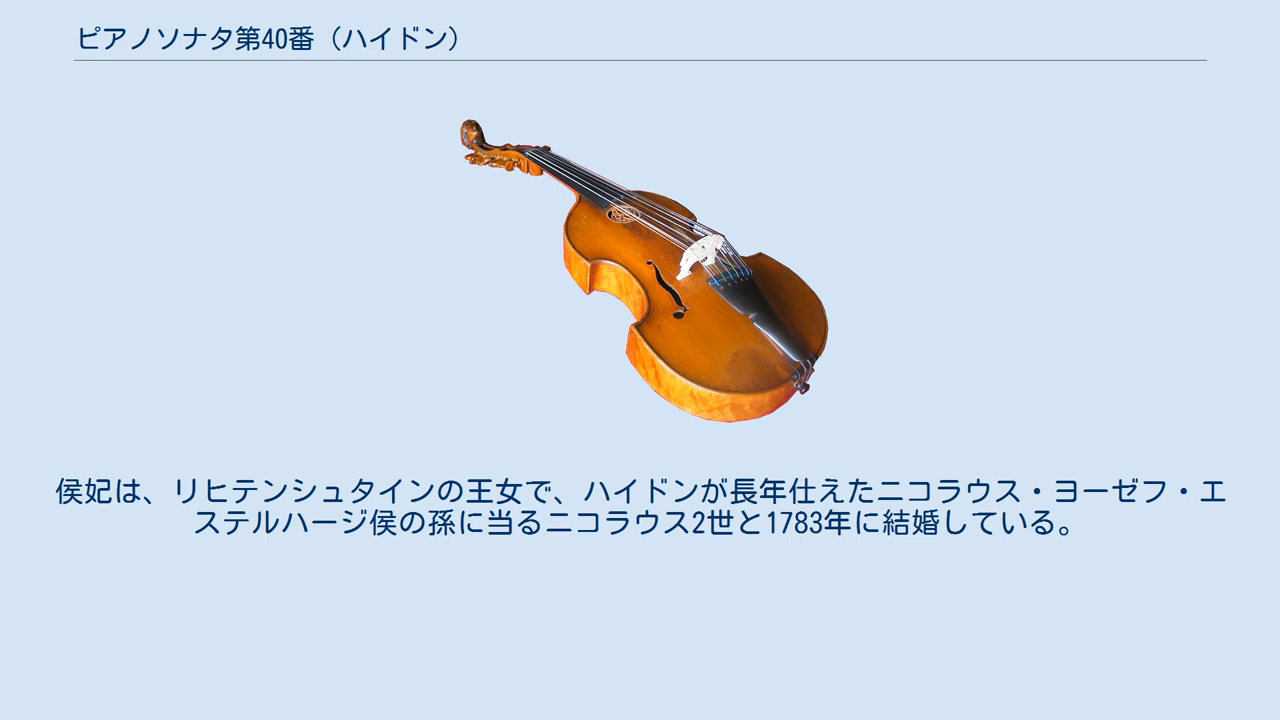 ピアノソナタ第40番（ハイドン）
侯妃は、リヒテンシュタインの王女で、ハイドンが長年仕えたニコラウス・ヨーゼフ・エ
ステルハージ侯の孫に当るニコラウス2世と1783年に結婚している。